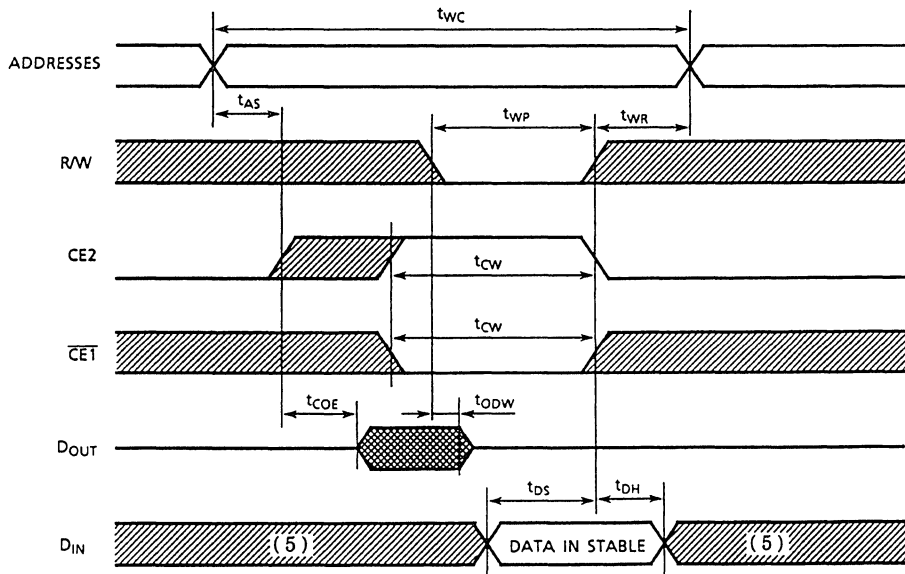 tWC
ADDRESSES
tAS
tWP
tWR
R/W
CE2
tCW
tCW
CE1
tCOE
tODW
DOUT
tDS
tDH
DIN
(5)
DATA IN STABLE
(5)